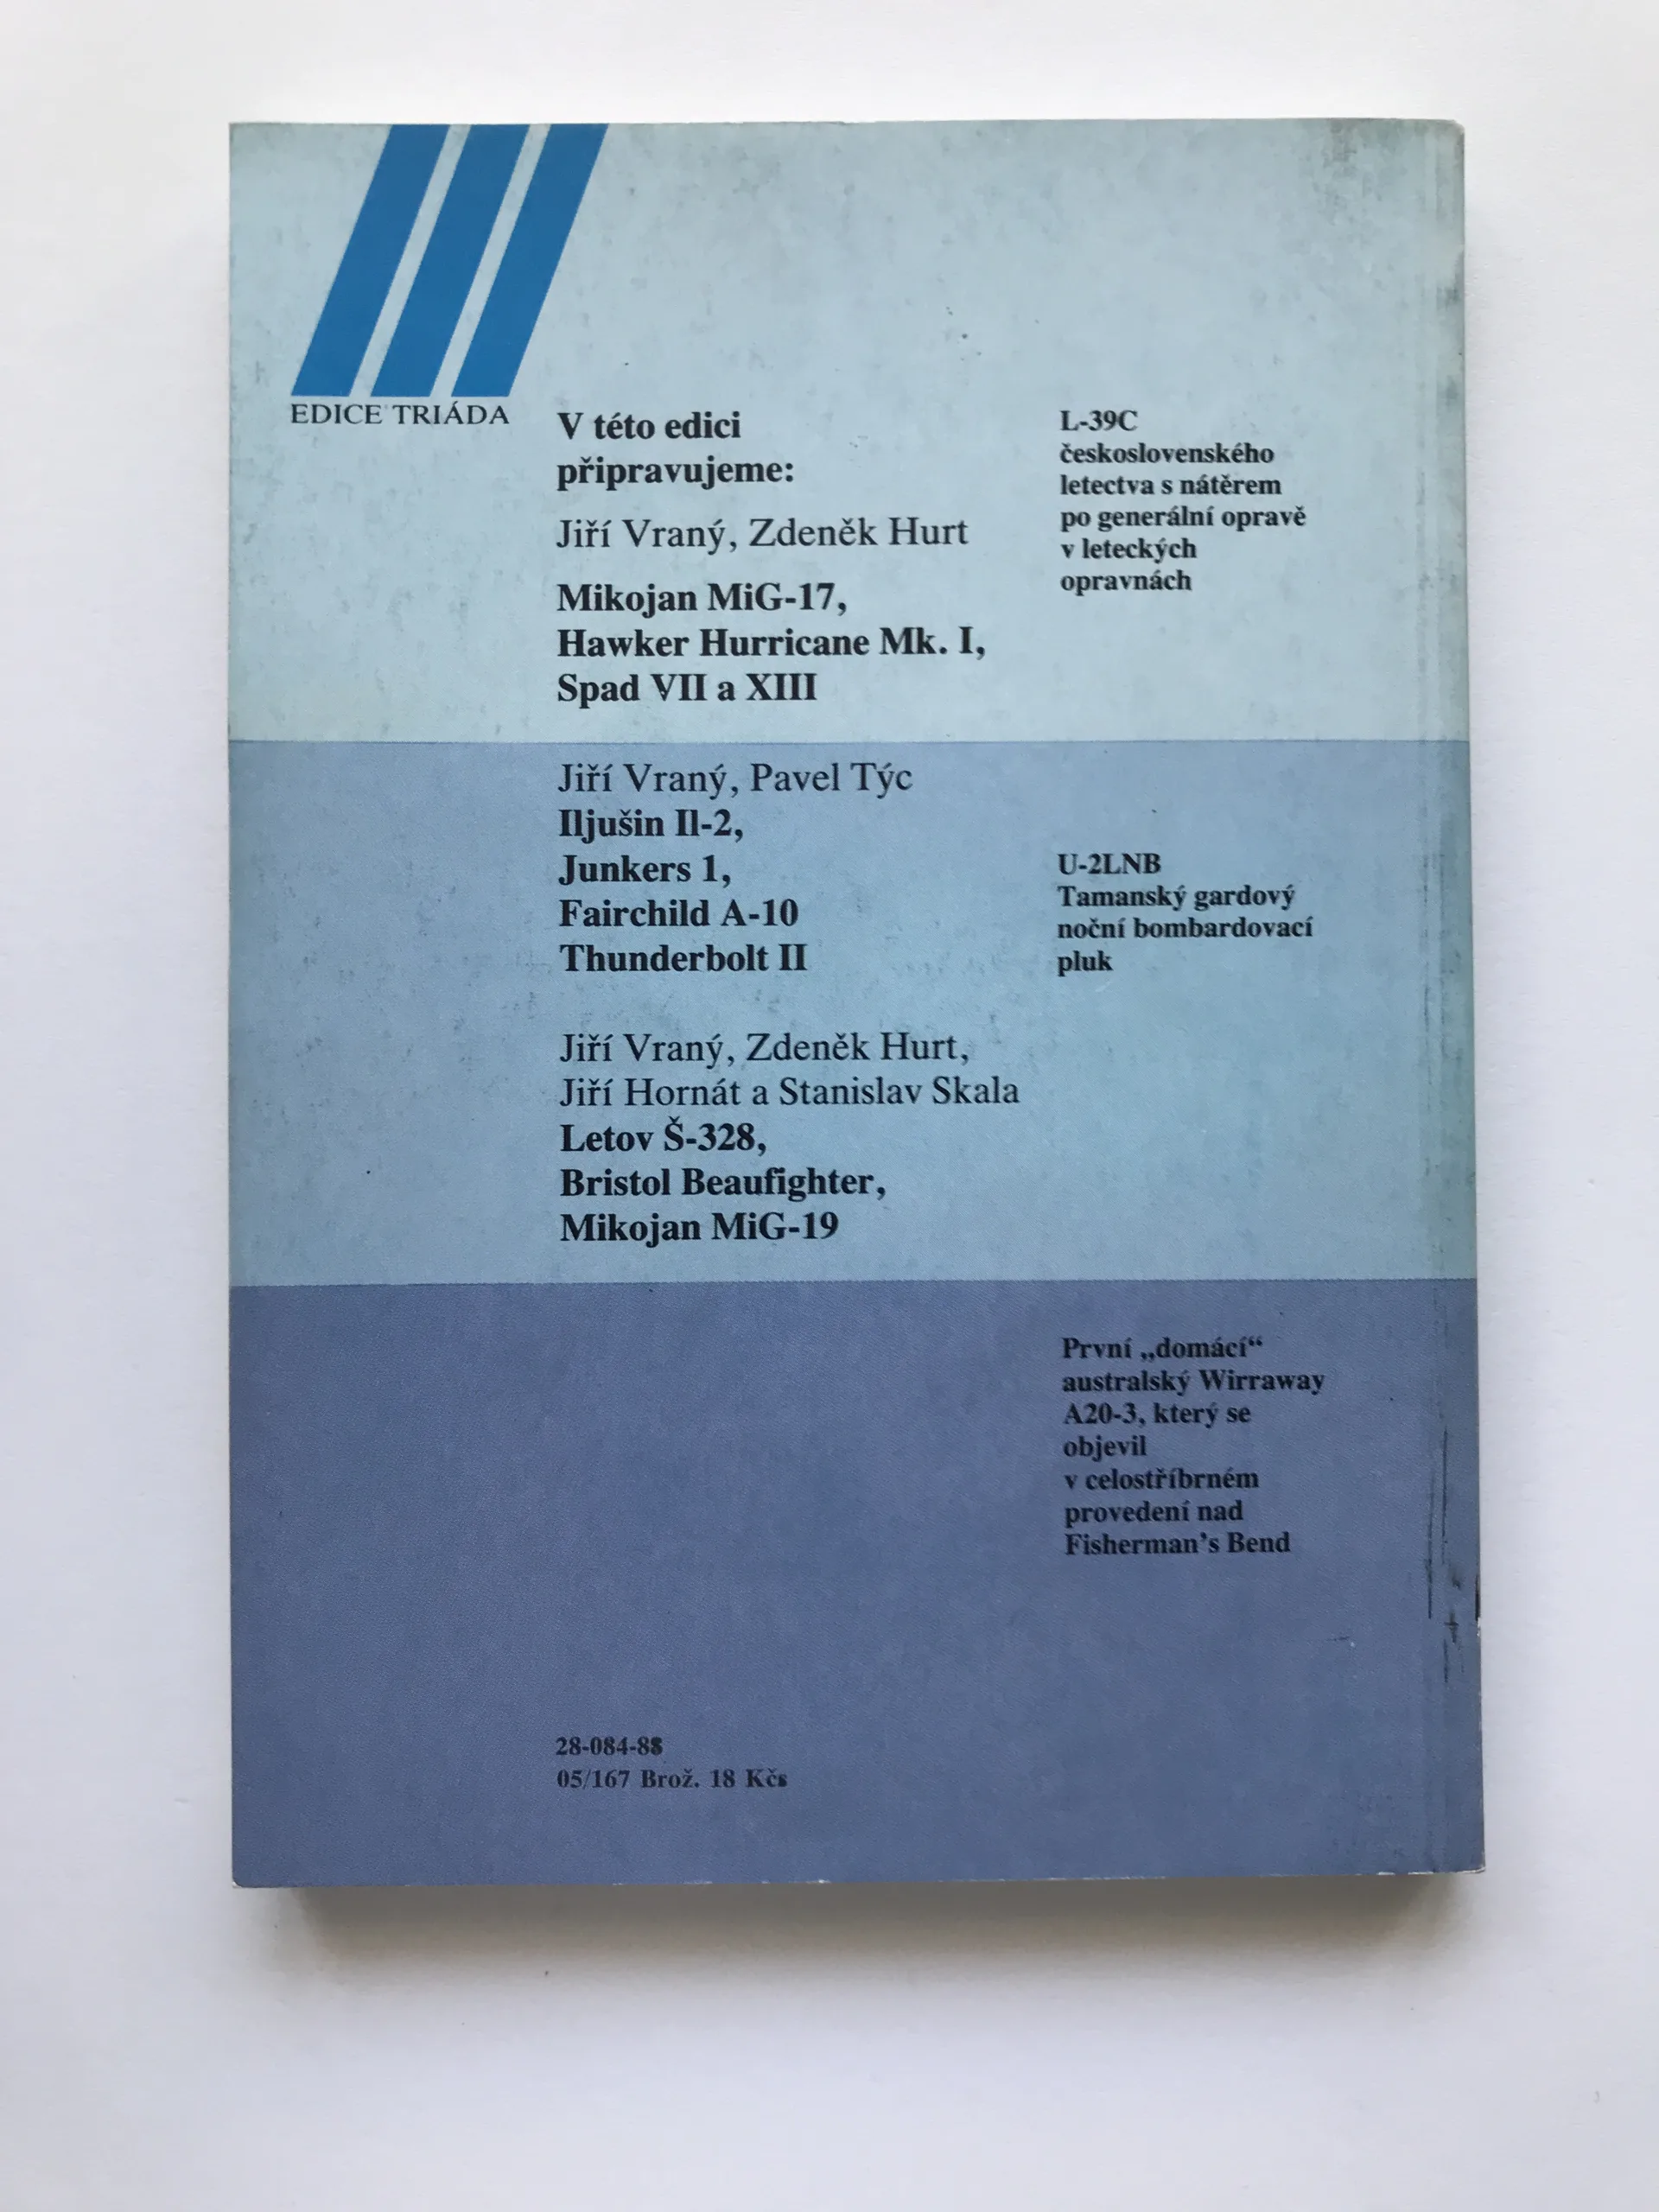 EDICE TRIÁDA
V této edici
připravujeme:
Jiří Vraný, Zdeněk Hurt
Mikojan MiG-17,
Hawker Hurricane Mk. I,
Spad VII a XIII
Jiří Vraný, Pavel Týc
Iljušin Il-2,
Junkers 1,
Fairchild A-10
Thunderbolt II
Jiří Vraný, Zdeněk Hurt,
Jiří Hornát a Stanislav Skala
Letov Š-328,
Bristol Beaufighter,
Mikojan MiG-19
28-084-88
05/167 Brož. 18 Kčs
L-39C
československého
letectva s nátěrem
po generální opravě
v leteckých
opravnách
U-2LNB
Tamanský gardový
noční bombardovací
pluk
První „domácí“
australský Wirraway
A20-3, který se
objevil
v celostříbrném
provedení nad
Fisherman's Bend